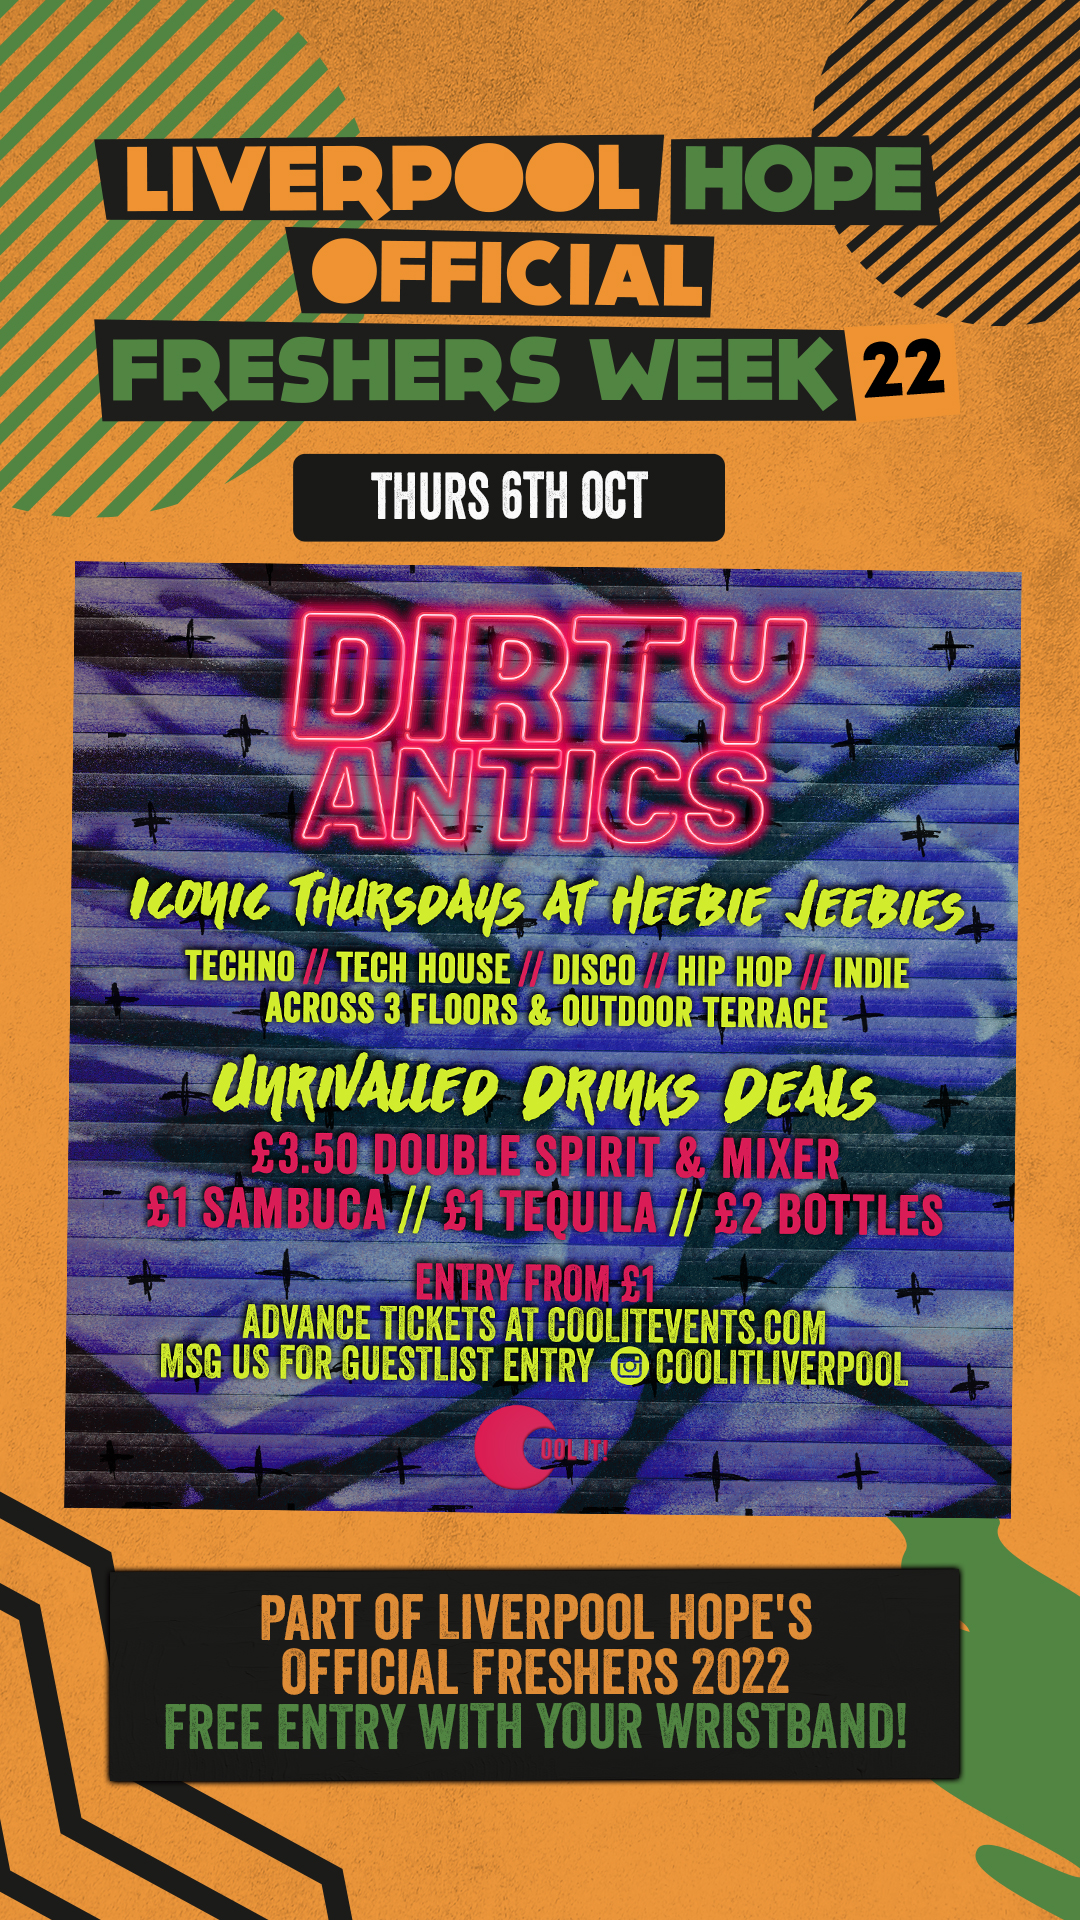 LIVERPOOL HOPE
OFFICIAL
FRESHERS WEEK 22
THURS 6TH OCT
DIRTY
ANTICS
ICONIC THURSDAYS AT HEEBIE JEEBIES
TECHNO // TECH HOUSE // DISCO // HIP HOP // INDIE
ACROSS 3 FLOORS & OUTDOOR TERRACE
UNRIVALLED DRINKS DEALS
£3.50 DOUBLE SPIRIT & MIXER
£1 SAMBUCA // £1 TEQUILA // £2 BOTTLES
ENTRY FROM £1
ADVANCE TICKETS AT COOLITEVENTS.COM
MSG US FOR GUESTLIST ENTRY COOLITLIVERPOOL
COOL IT!
PART OF LIVERPOOL HOPE'S
OFFICIAL FRESHERS 2022
FREE ENTRY WITH YOUR WRISTBAND!